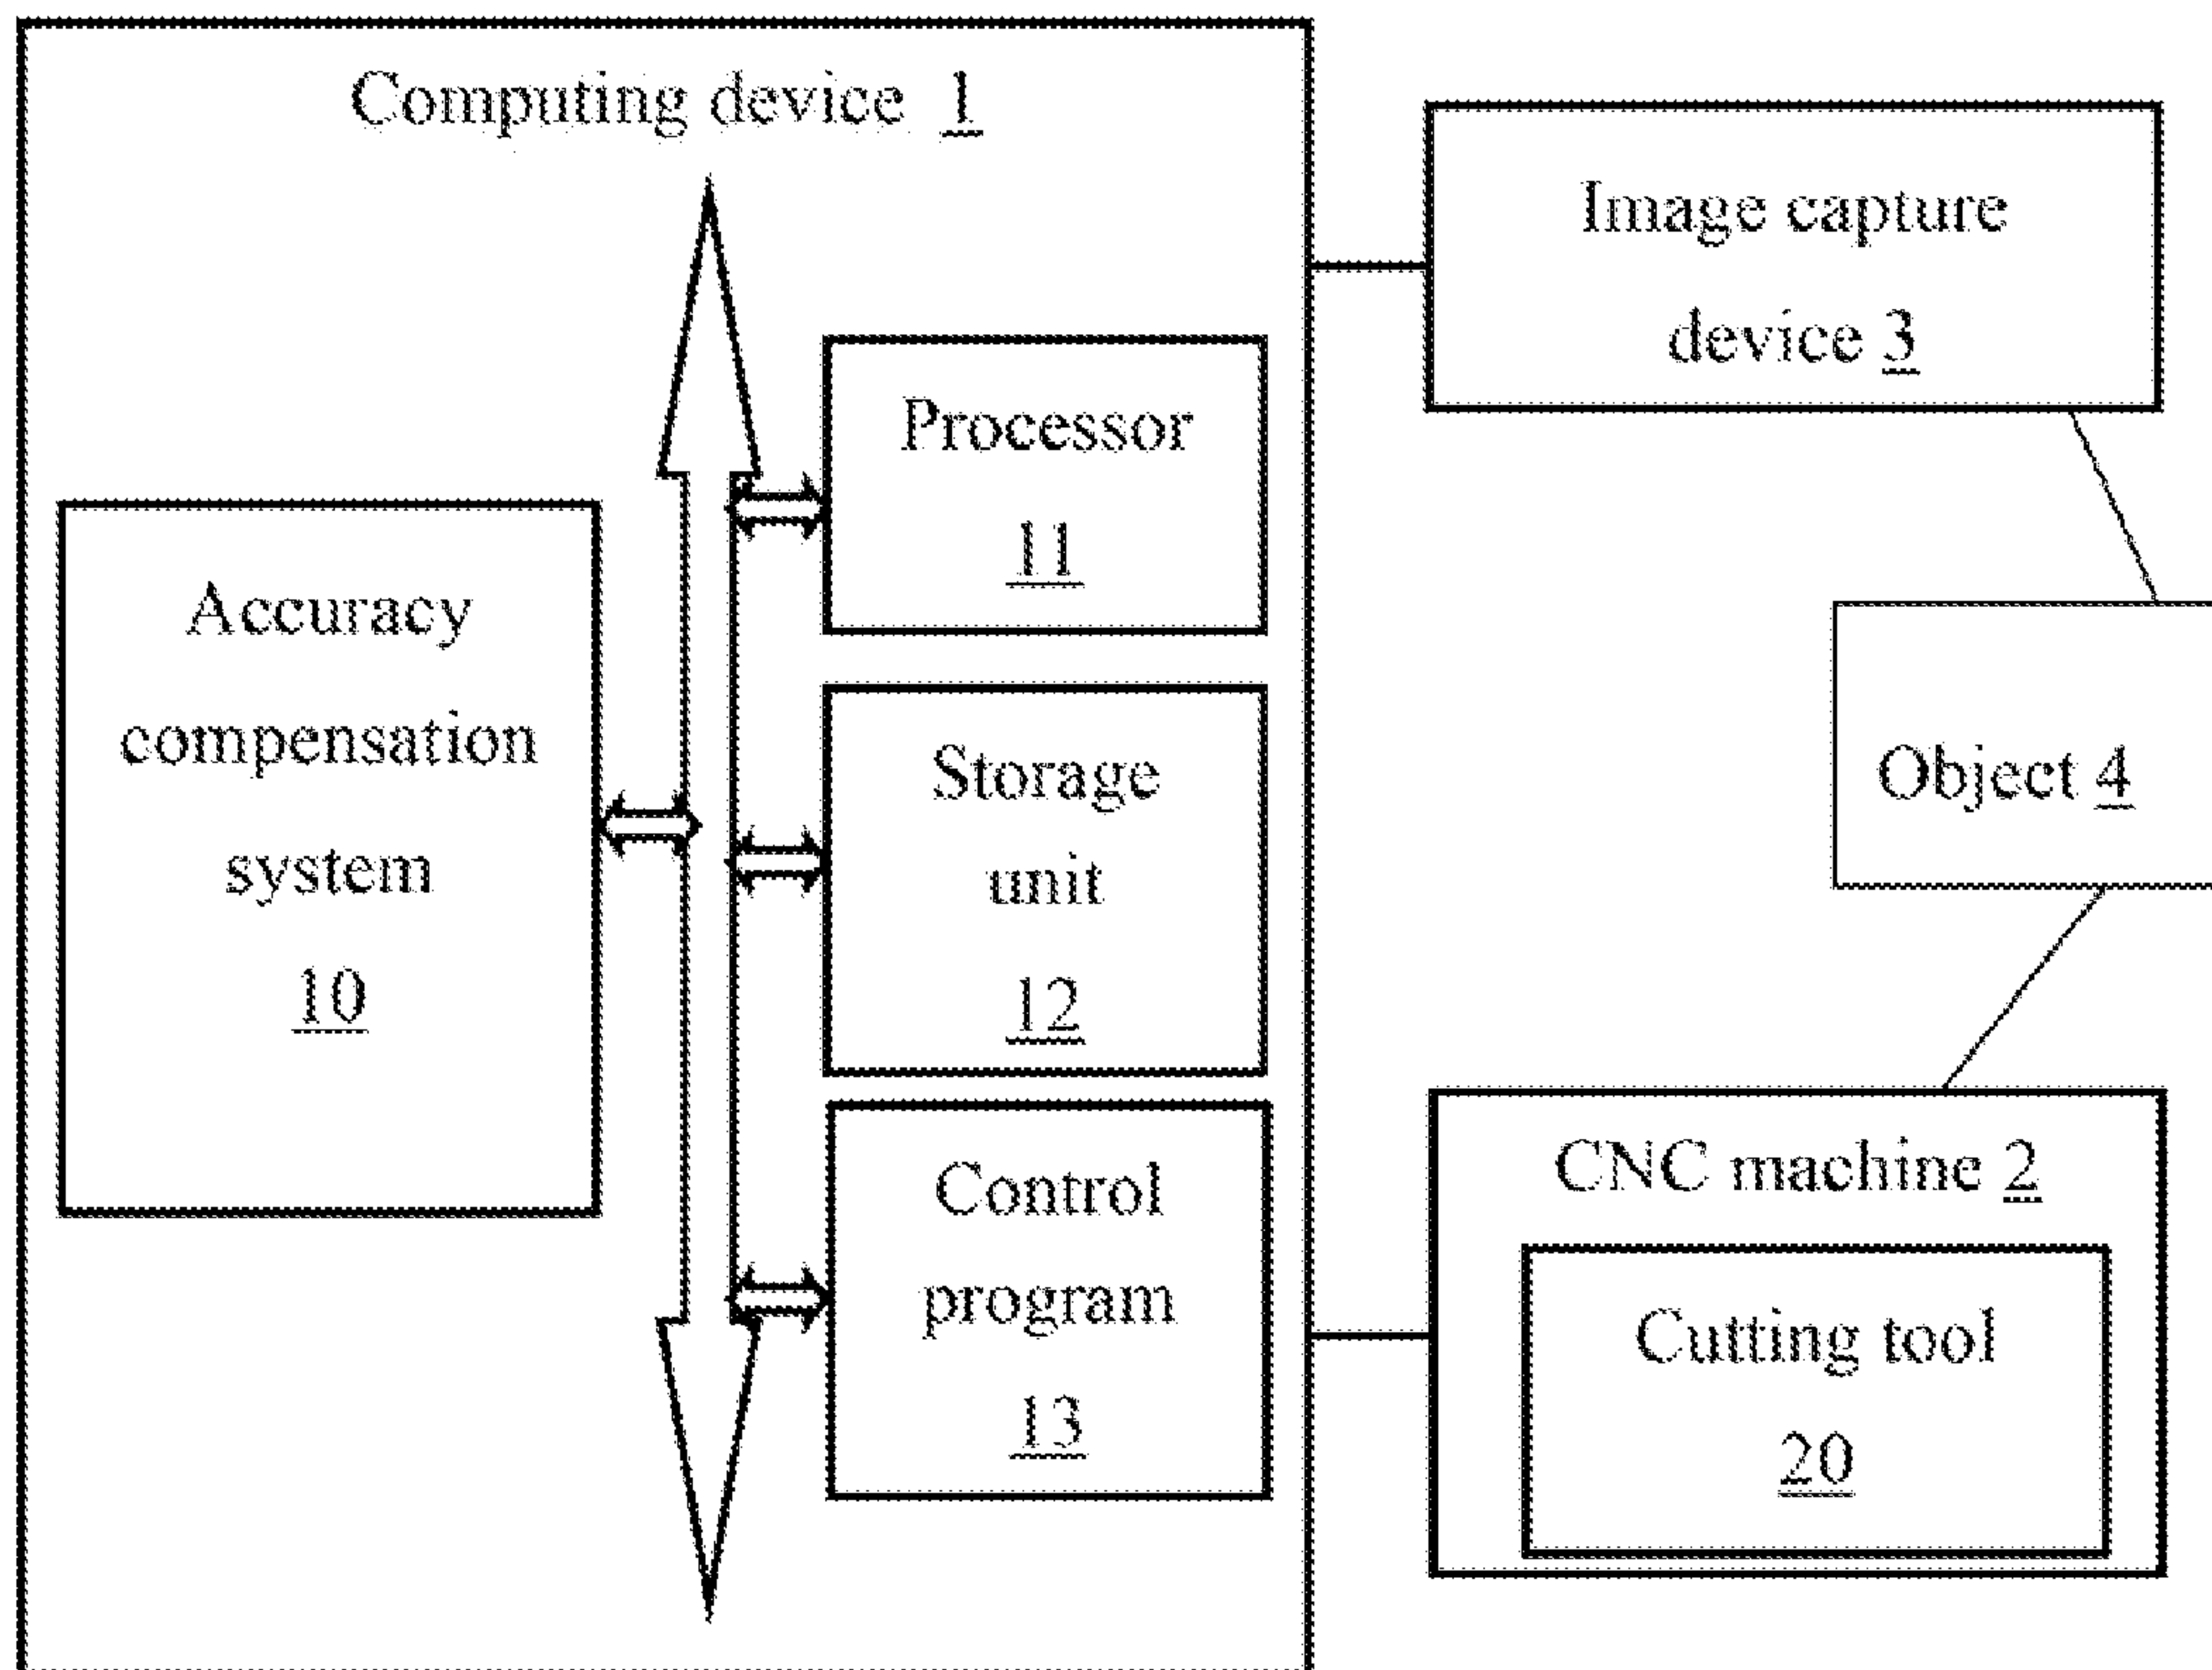 Computing device 1
Accuracy
compensation
system
10
Processor
11
Storage
unit
12
Control
program
13
Image capture
device 3
Object 4
CNC machine 2
Cutting tool
20